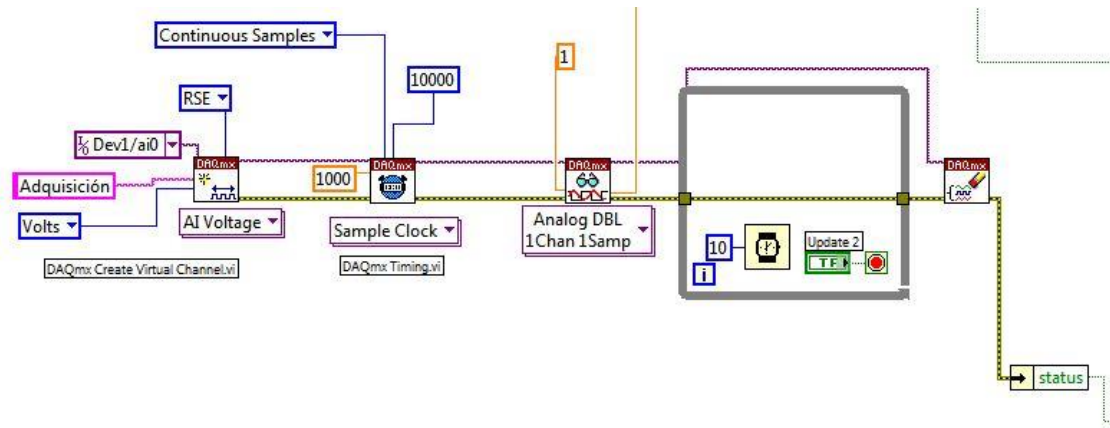 Continuous Samples
10000
1
RSE
Dev1/ai0
DAQmx
DAQmx
DAQmx
DAQmx
1000
Adquisición
AI Voltage
Sample Clock
Analog DBL
1Chan 1Samp
Volts
DAQmx Create Virtual Channel.vi
DAQmx Timing.vi
10
i
Update 2
TF
status